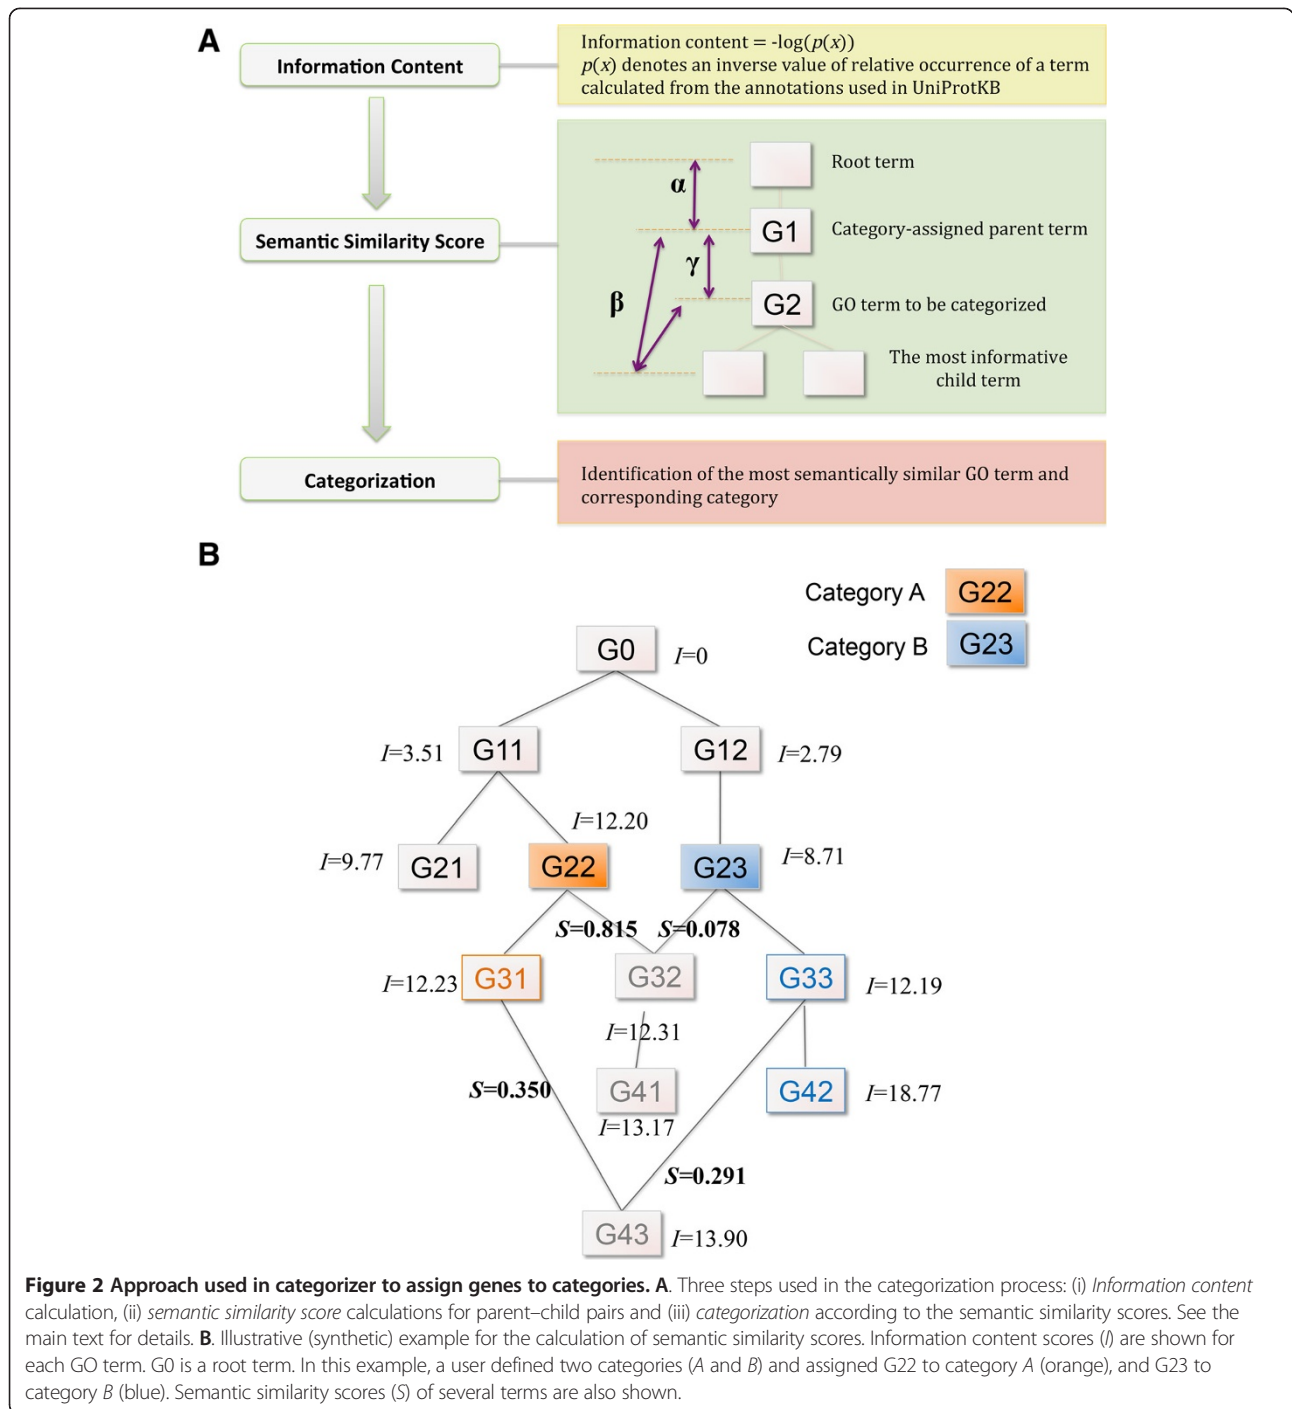 A
Information Content
Information content = -log(p(x))
p(x) denotes an inverse value of relative occurrence of a term
calculated from the annotations used in UniProtKB
Semantic Similarity Score
α
β
γ
Root term
G1
Category-assigned parent term
G2
GO term to be categorized
The most informative
child term
Categorization
Identification of the most semantically similar GO term and
corresponding category
B
Category A G22
Category B G23
G0 I=0
I=3.51 G11
G12 I=2.79
I=12.20
I=9.77 G21
G22
G23 I=8.71
S=0.815 S=0.078
I=12.23 G31
G32
G33 I=12.19
I=12.31
S=0.350
G41
G42 I=18.77
I=13.17
S=0.291
G43 I=13.90
Figure 2 Approach used in categorizer to assign genes to categories. A. Three steps used in the categorization process: (i) Information content
calculation, (ii) semantic similarity score calculations for parent–child pairs and (iii) categorization according to the semantic similarity scores. See the
main text for details. B. Illustrative (synthetic) example for the calculation of semantic similarity scores. Information content scores (I) are shown for
each GO term. G0 is a root term. In this example, a user defined two categories (A and B) and assigned G22 to category A (orange), and G23 to
category B (blue). Semantic similarity scores (S) of several terms are also shown.